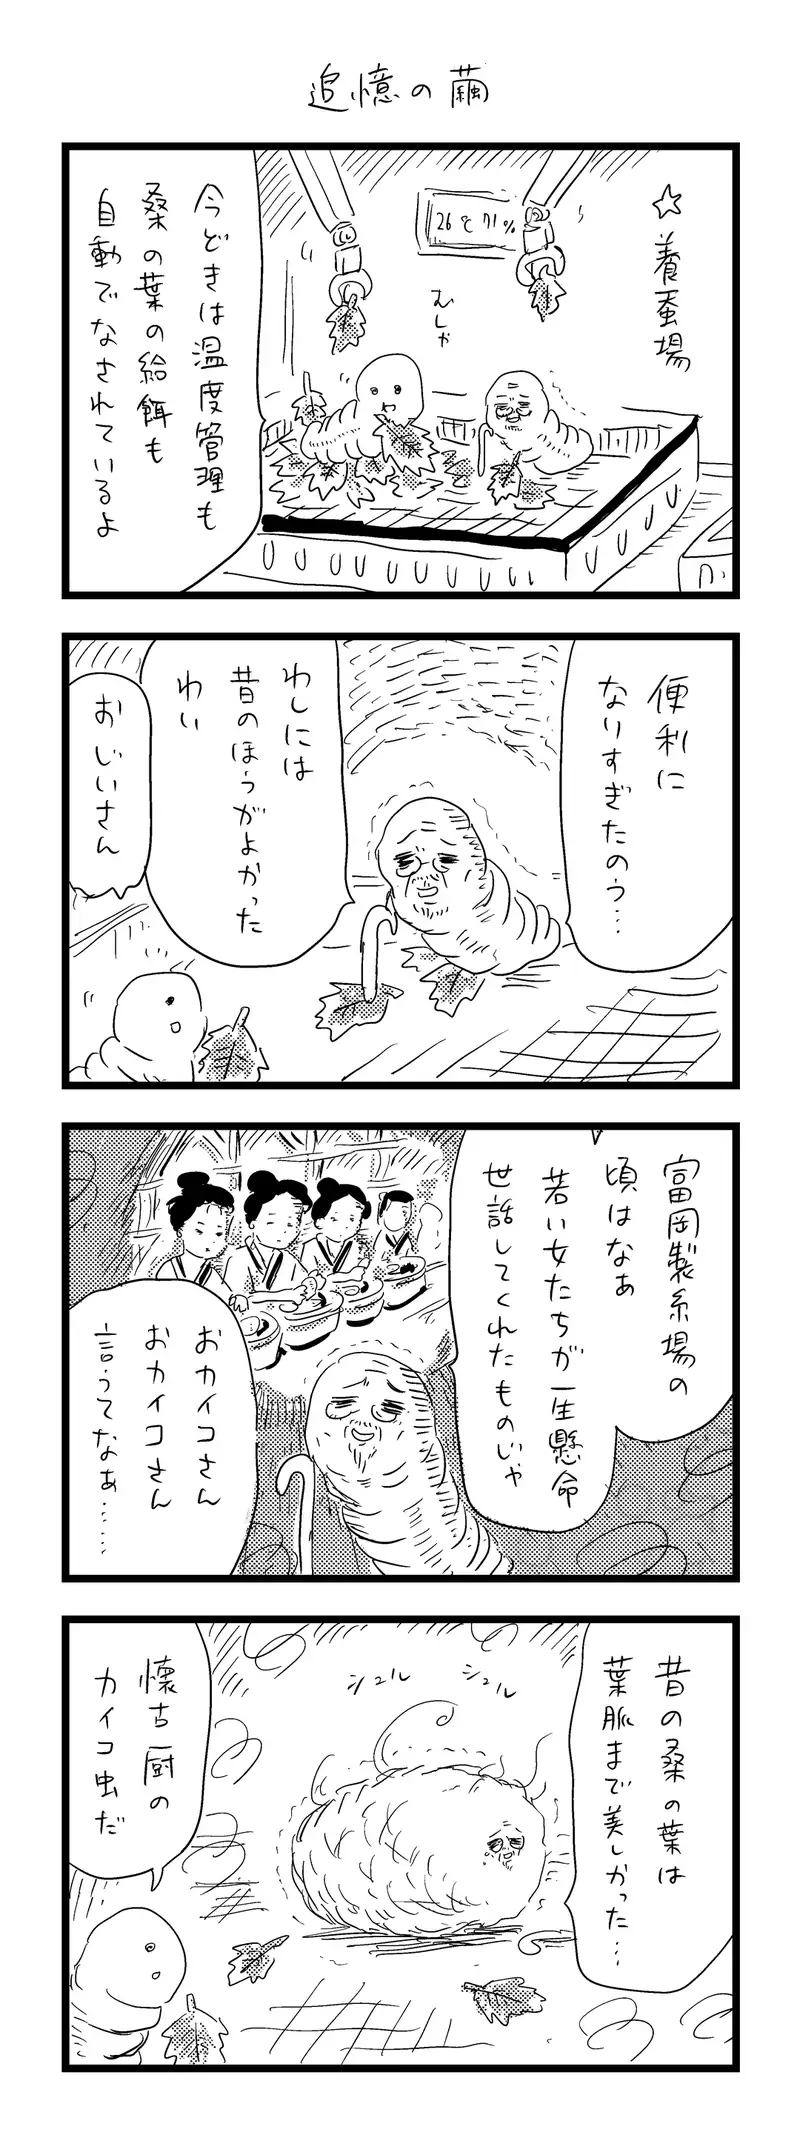 追憶の繭
☆養蚕場
26℃ 71%
むしゃ
今どきは温度管理も
桑の葉の給餌も
自動でなされているよ
便利に
なりすぎたのう…
わしには
昔のほうがよかった
わい
おじいさん
富岡製糸場の
頃はなぁ
若い女たちが一生懸命
世話してくれたものじゃ
おカイコさん
おカイコさん
言うてなぁ……
昔の桑の葉は
葉脈まで美しかった…
シュル
シュル
懐古厨の
カイコ虫だ